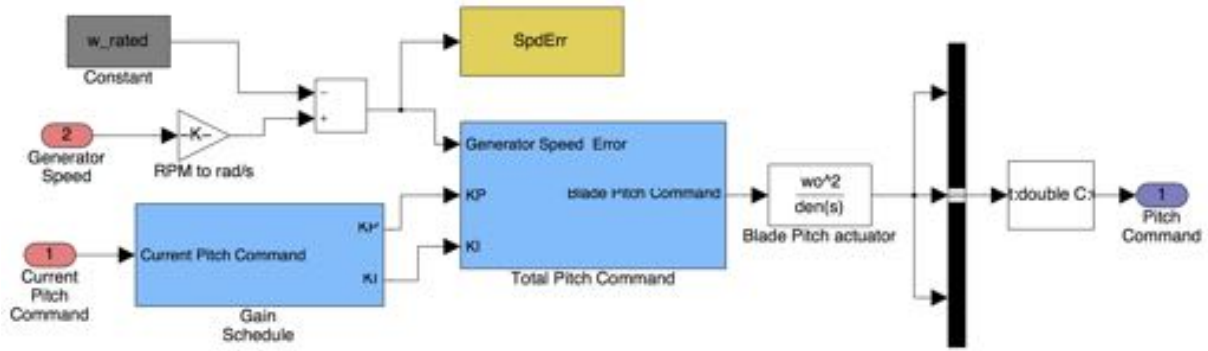 w_rated
Constant
SpdErr
−
+
2
Generator
Speed
-K-
RPM to rad/s
Generator Speed Error
KP
Blade Pitch Command
KI
Total Pitch Command
wo^2
den(s)
Blade Pitch actuator
t:double C:
1
Pitch
Command
1
Current
Pitch
Command
Current Pitch Command
KP
KI
Gain
Schedule